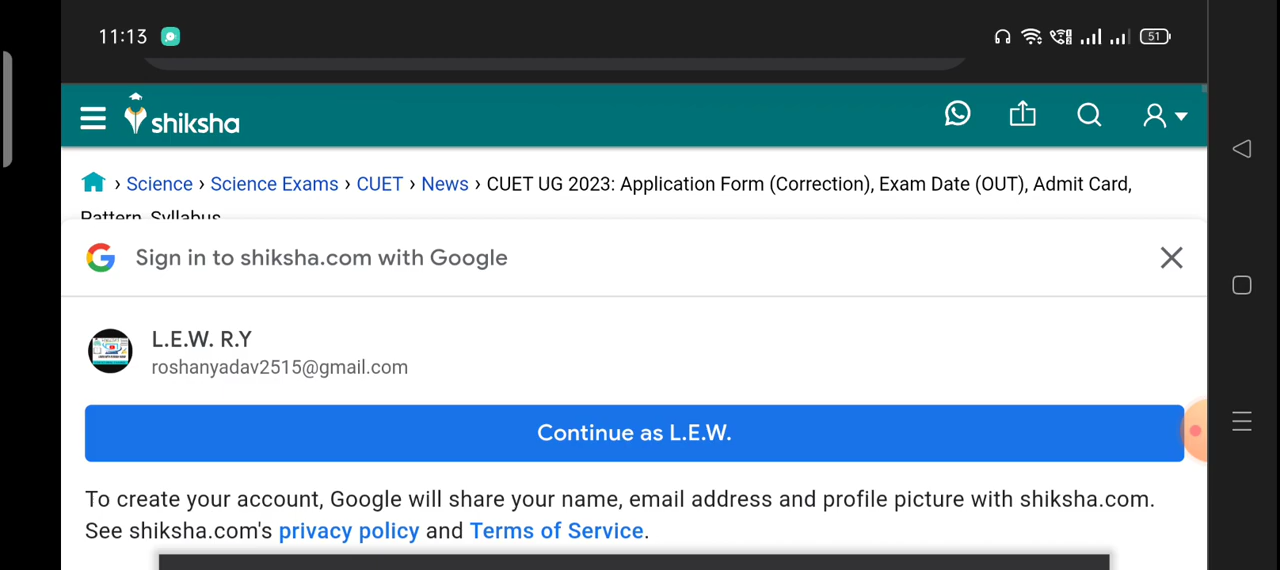 11:13
51
shiksha
› Science › Science Exams › CUET › News › CUET UG 2023: Application Form (Correction), Exam Date (OUT), Admit Card,
Pattern, Syllabus
Sign in to shiksha.com with Google
L.E.W. R.Y
roshanyadav2515@gmail.com
Continue as L.E.W.
To create your account, Google will share your name, email address and profile picture with shiksha.com.
See shiksha.com's privacy policy and Terms of Service.